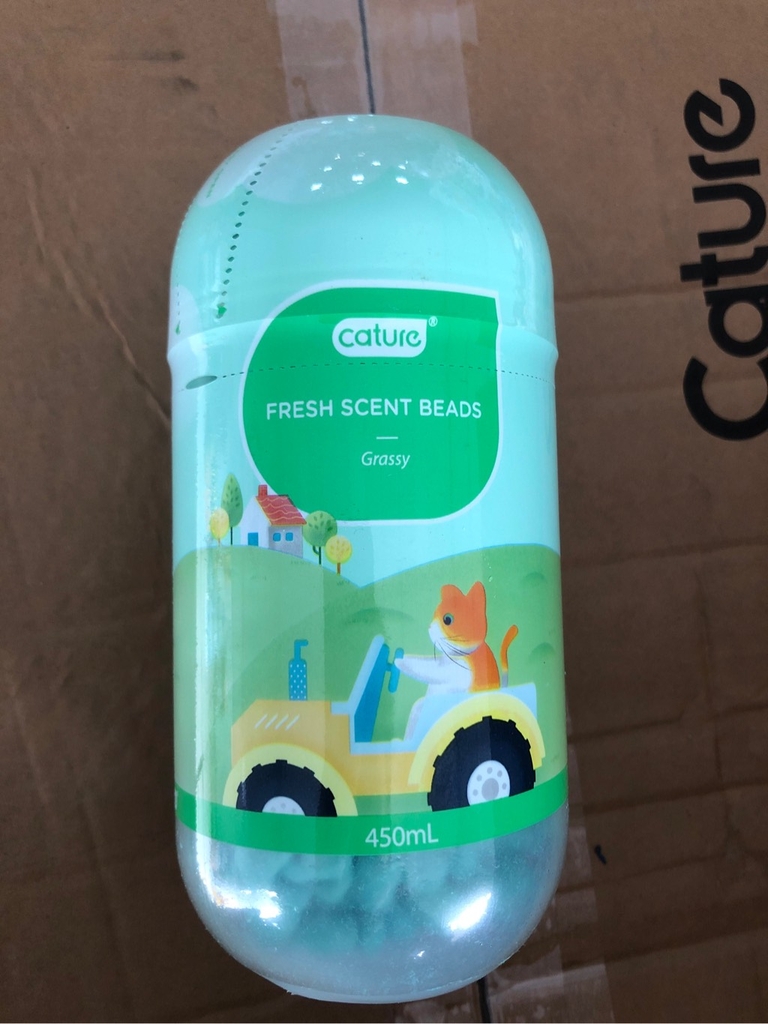 cature®
FRESH SCENT BEADS
Grassy
450mL
Cature